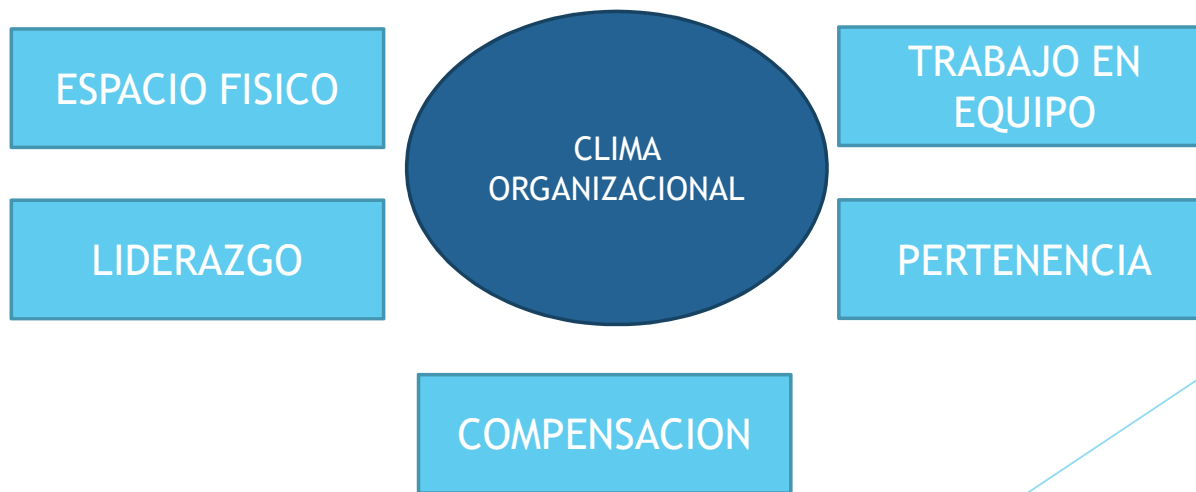 ESPACIO FISICO
CLIMA
ORGANIZACIONAL
TRABAJO EN
EQUIPO
LIDERAZGO
PERTENENCIA
COMPENSACION